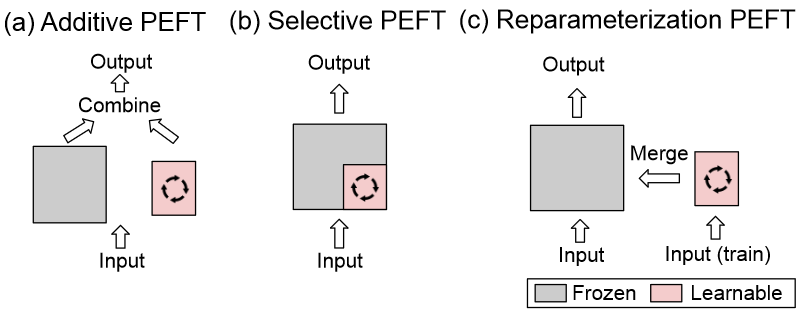 (a) Additive PEFT
(b) Selective PEFT
(c) Reparameterization PEFT
Output
Combine
Input
Output
Input
Output
Merge
Input
Input (train)
Frozen
Learnable